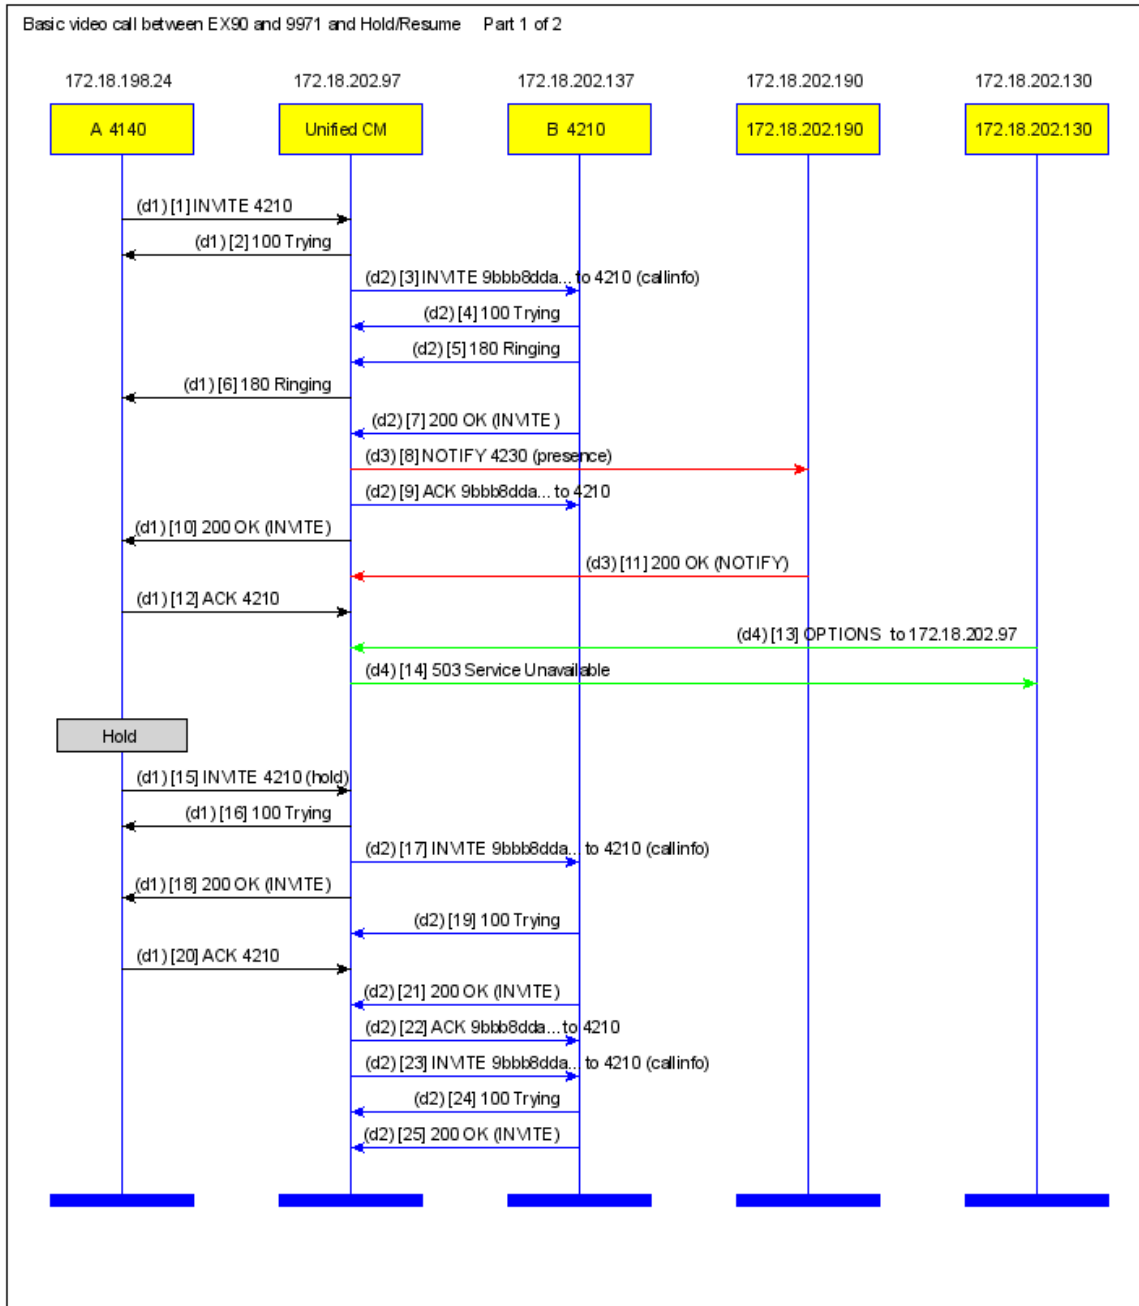 Basic video call between EX90 and 9971 and Hold/Resume Part 1 of 2
172.18.198.24 172.18.202.97 172.18.202.137 172.18.202.190 172.18.202.130
A 4140 Unified CM B 4210 172.18.202.190 172.18.202.130
(d1) [1] INVITE 4210
(d1) [2] 100 Trying
(d2) [3] INVITE 9bbb8dda... to 4210 (callinfo)
(d2) [4] 100 Trying
(d2) [5] 180 Ringing
(d1) [6] 180 Ringing
(d2) [7] 200 OK (INVITE)
(d3) [8] NOTIFY 4230 (presence)
(d2) [9] ACK 9bbb8dda... to 4210
(d1) [10] 200 OK (INVITE)
(d3) [11] 200 OK (NOTIFY)
(d1) [12] ACK 4210
(d4) [13] OPTIONS to 172.18.202.97
(d4) [14] 503 Service Unavailable
Hold
(d1) [15] INVITE 4210 (hold)
(d1) [16] 100 Trying
(d2) [17] INVITE 9bbb8dda... to 4210 (callinfo)
(d1) [18] 200 OK (INVITE)
(d2) [19] 100 Trying
(d1) [20] ACK 4210
(d2) [21] 200 OK (INVITE)
(d2) [22] ACK 9bbb8dda... to 4210
(d2) [23] INVITE 9bbb8dda... to 4210 (callinfo)
(d2) [24] 100 Trying
(d2) [25] 200 OK (INVITE)